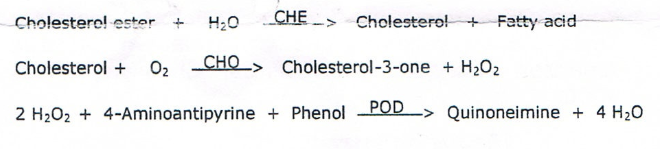 Cholesterol ester + H₂O CHE -> Cholesterol + Fatty acid
Cholesterol + O₂ CHO -> Cholesterol-3-one + H₂O₂
2 H₂O₂ + 4-Aminoantipyrine + Phenol POD -> Quinoneimine + 4 H₂O